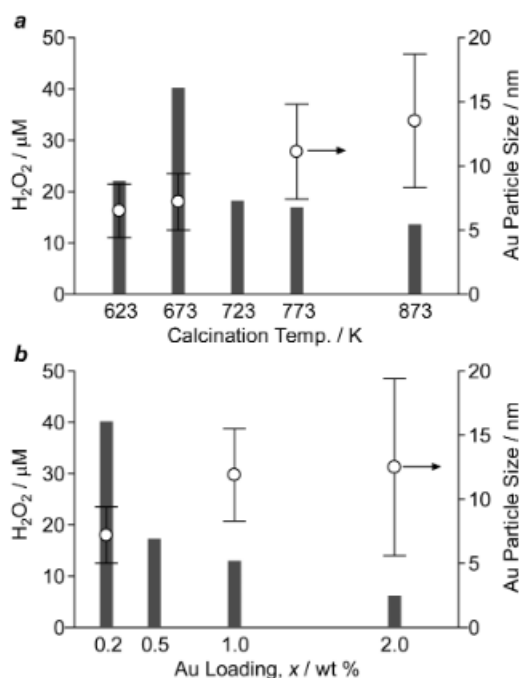 a
50
40
30
20
10
0
H₂O₂ / μM
20
15
10
5
0
Au Particle Size / nm
623 673 723 773 873
Calcination Temp. / K
b
50
40
30
20
10
0
H₂O₂ / μM
20
15
10
5
0
Au Particle Size / nm
0.2 0.5 1.0 2.0
Au Loading, x / wt %